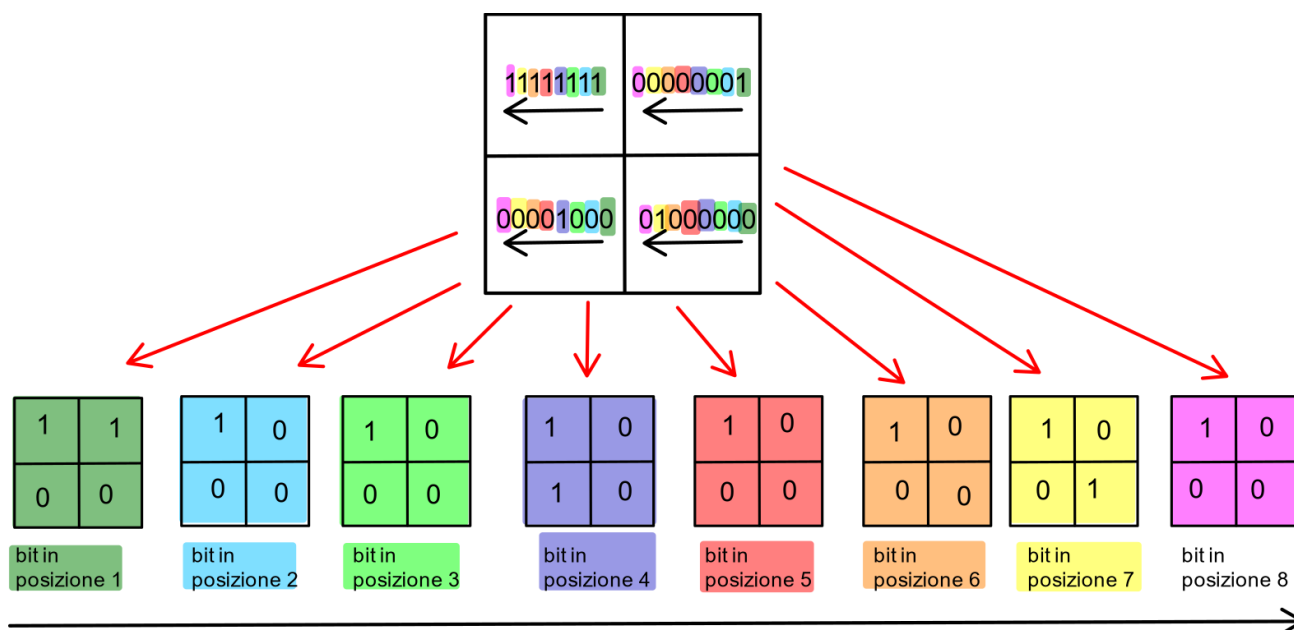 11111111 00000001
00001000 01000000
1 1 1 0 1 0 1 0 1 0 1 0 1 0 1 0
0 0 0 0 0 0 1 0 0 0 0 0 0 1 0 0
bit in posizione 1
bit in posizione 2
bit in posizione 3
bit in posizione 4
bit in posizione 5
bit in posizione 6
bit in posizione 7
bit in posizione 8